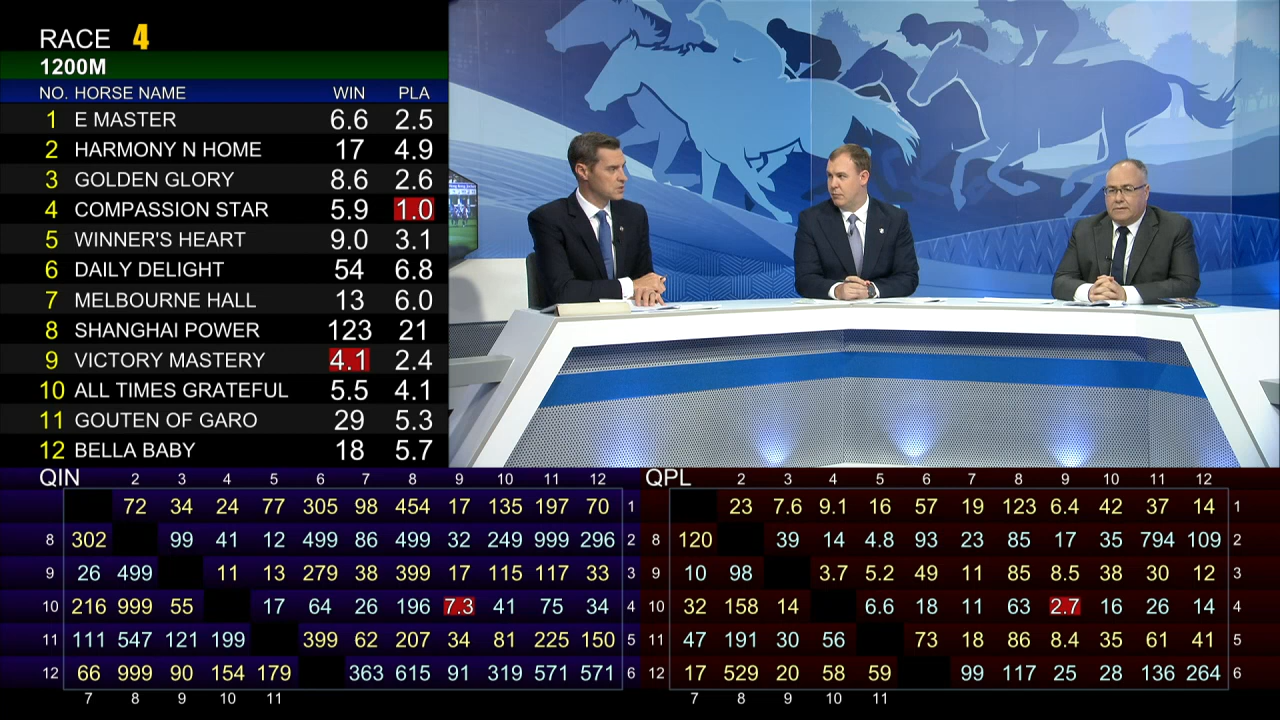 RACE 4
1200M
NO. HORSE NAME WIN PLA
1 E MASTER 6.6 2.5
2 HARMONY N HOME 17 4.9
3 GOLDEN GLORY 8.6 2.6
4 COMPASSION STAR 5.9 1.0
5 WINNER'S HEART 9.0 3.1
6 DAILY DELIGHT 54 6.8
7 MELBOURNE HALL 13 6.0
8 SHANGHAI POWER 123 21
9 VICTORY MASTERY 4.1 2.4
10 ALL TIMES GRATEFUL 5.5 4.1
11 GOUTEN OF GARO 29 5.3
12 BELLA BABY 18 5.7
QIN 2 3 4 5 6 7 8 9 10 11 12
72 34 24 77 305 98 454 17 135 197 70 1
8 302 99 41 12 499 86 499 32 249 999 296 2
9 26 499 11 13 279 38 399 17 115 117 33 3
10 216 999 55 17 64 26 196 7.3 41 75 34 4
11 111 547 121 199 399 62 207 34 81 225 150 5
12 66 999 90 154 179 363 615 91 319 571 571 6
7 8 9 10 11
QPL 2 3 4 5 6 7 8 9 10 11 12
23 7.6 9.1 16 57 19 123 6.4 42 37 14 1
8 120 39 14 4.8 93 23 85 17 35 794 109 2
9 10 98 3.7 5.2 49 11 85 8.5 38 30 12 3
10 32 158 14 6.6 18 11 63 2.7 16 26 14 4
11 47 191 30 56 73 18 86 8.4 35 61 41 5
12 17 529 20 58 59 99 117 25 28 136 264 6
7 8 9 10 11